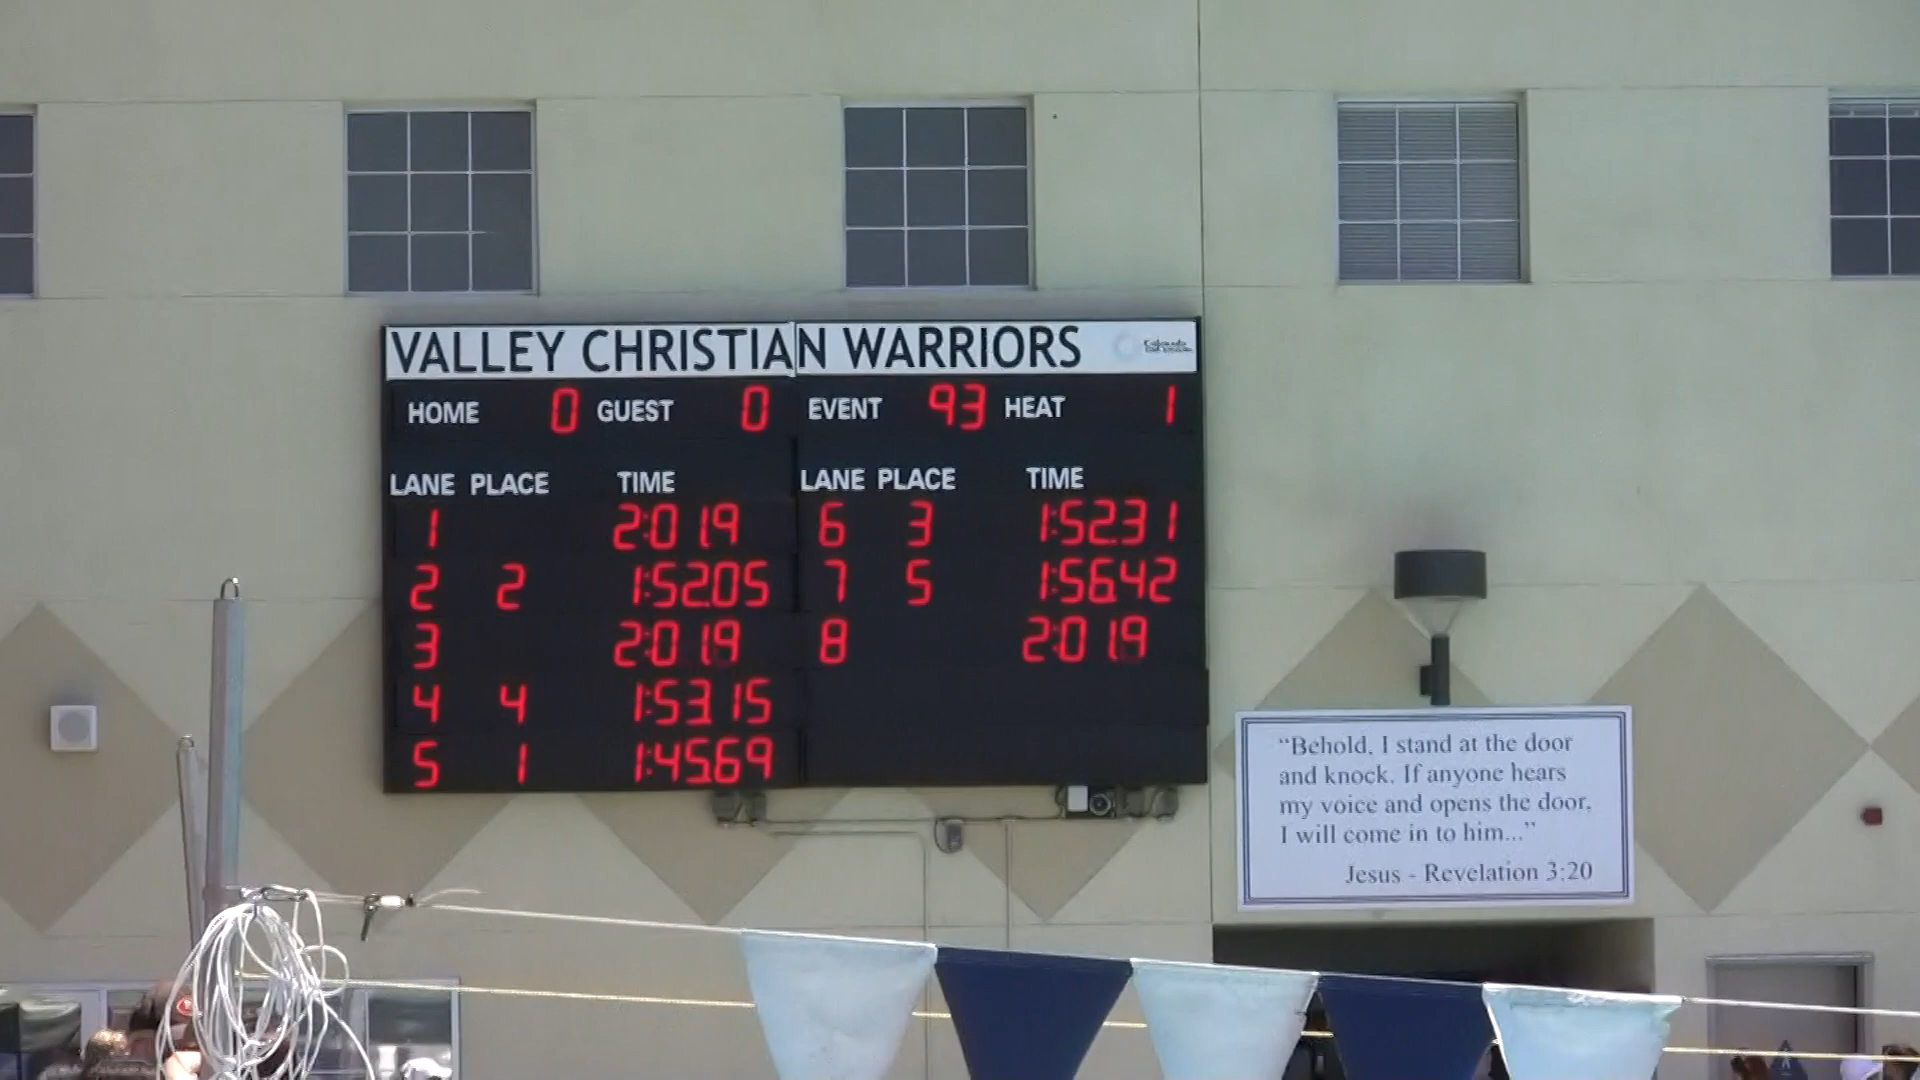 VALLEY CHRISTIAN WARRIORS
HOME 0 GUEST 0 EVENT 93 HEAT 1
LANE PLACE TIME LANE PLACE TIME
1 2:01.9 6 3 1:52.31
2 2 1:52.05 7 5 1:56.42
3 2:01.9 8 2:01.9
4 4 1:53.15
5 1 1:45.69
“Behold, I stand at the door
and knock. If anyone hears
my voice and opens the door,
I will come in to him...”
Jesus - Revelation 3:20